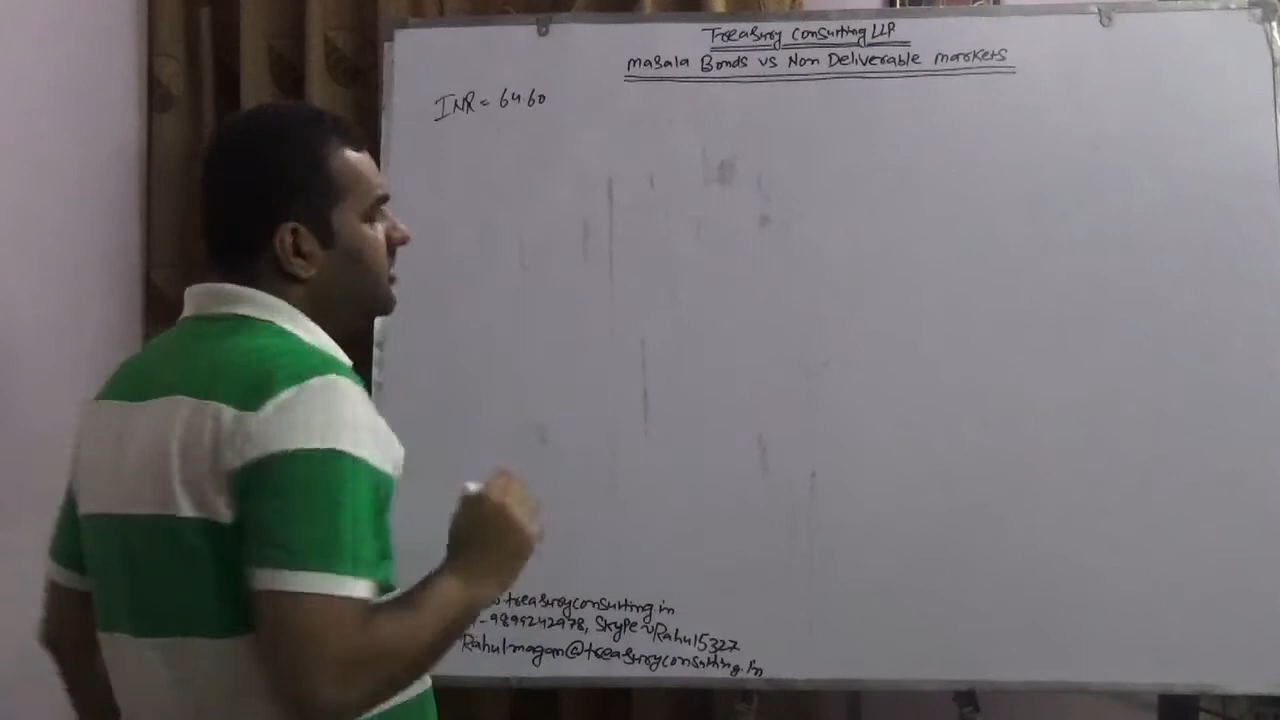 Treasury Consulting LLP
Masala Bonds vs Non Deliverable Markets
INR = 64.60
treasuryconsulting.in
-9899242978, Skype ~ Rahul5327
Rahulmagan@treasuryconsulting.in